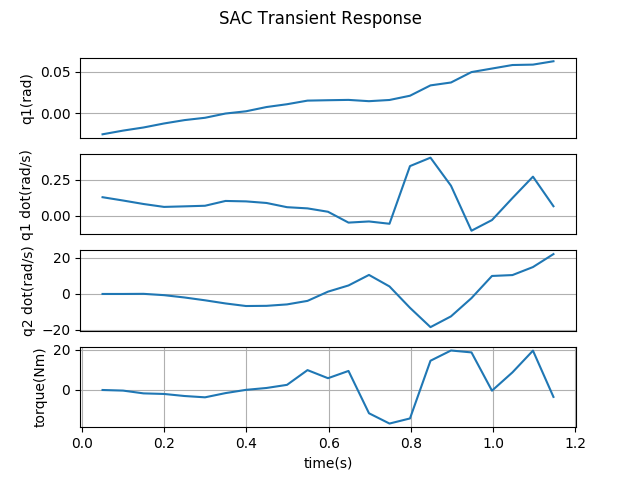 SAC Transient Response
0.05
0.00
q1(rad)
0.25
0.00
q1 dot(rad/s)
20
0
−20
q2 dot(rad/s)
20
0
torque(Nm)
0.0 0.2 0.4 0.6 0.8 1.0 1.2
time(s)